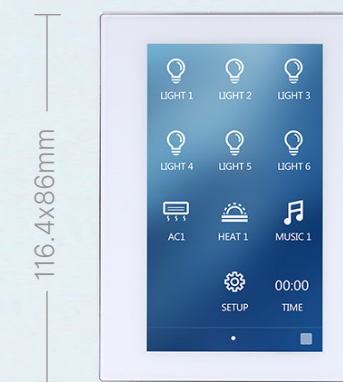 116.4x86mm
LIGHT 1 LIGHT 2 LIGHT 3
LIGHT 4 LIGHT 5 LIGHT 6
AC1 HEAT 1 MUSIC 1
00:00
SETUP TIME